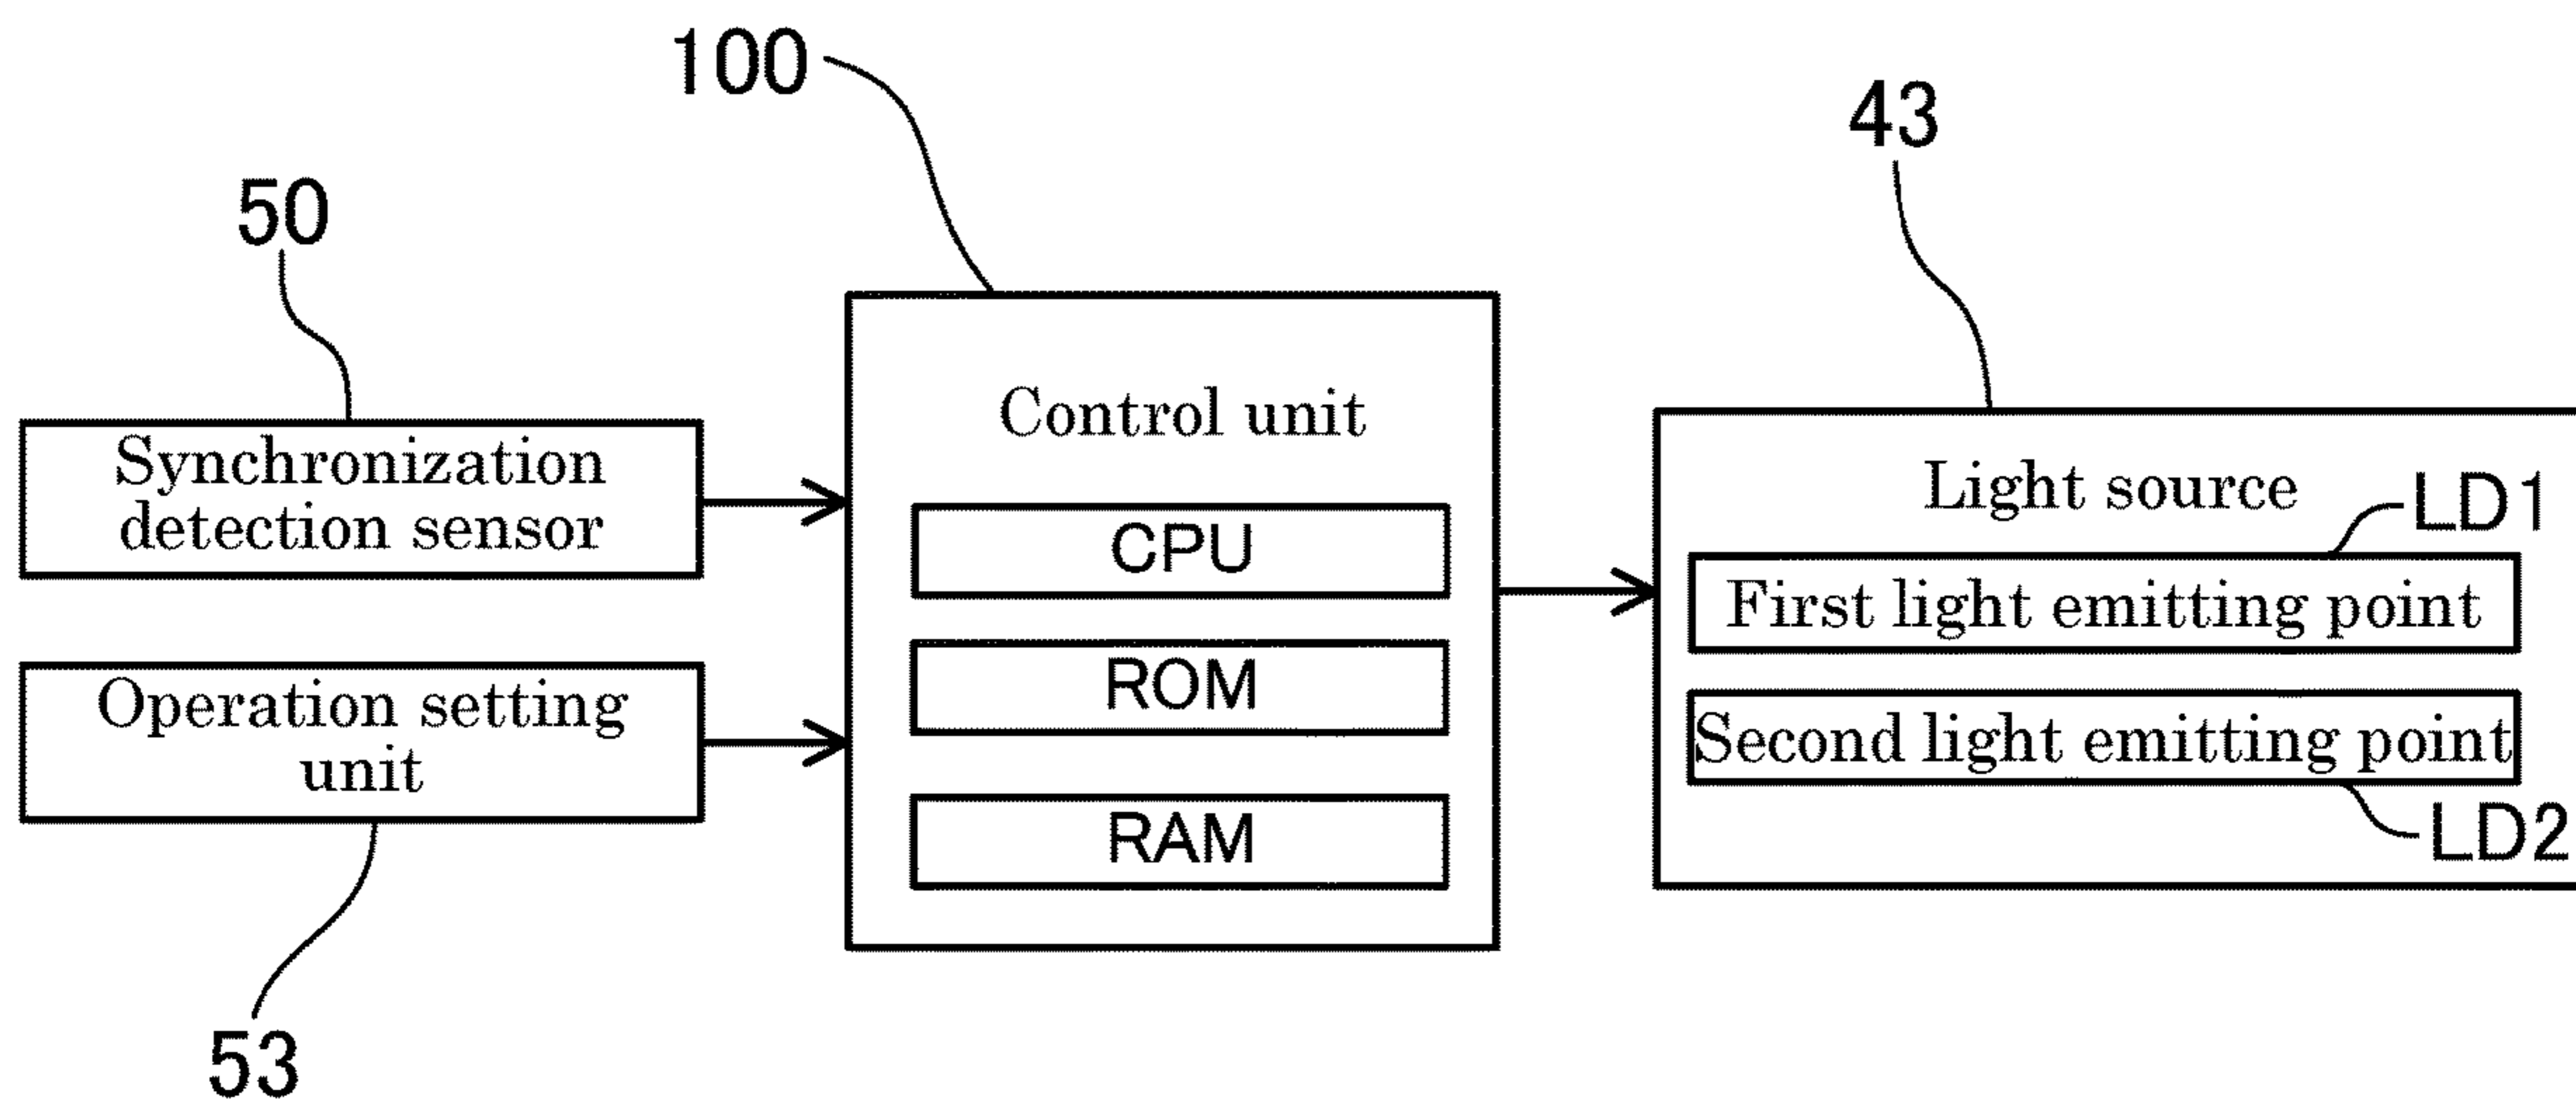 100
43
50
Synchronization
detection sensor
Operation setting
unit
53
Control unit
CPU
ROM
RAM
Light source
LD1
First light emitting point
Second light emitting point
LD2